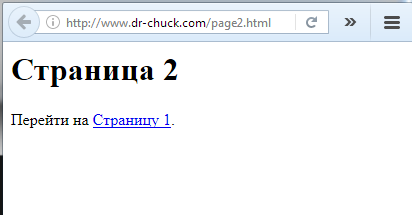 http://www.dr-chuck.com/page2.html
Страница 2
Перейти на Страницу 1.